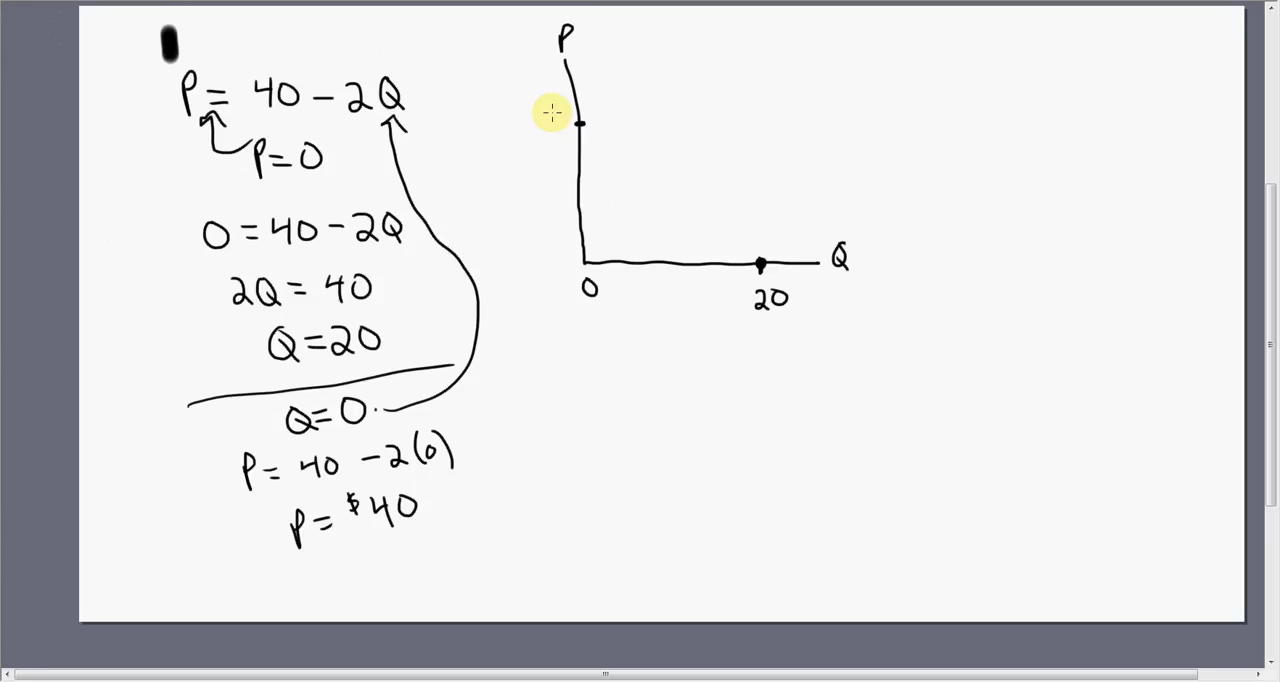 P = 40 - 2Q
P = 0
0 = 40 - 2Q
2Q = 40
Q = 20
Q = 0
P = 40 - 2(0)
P = $40
P
Q
0
20